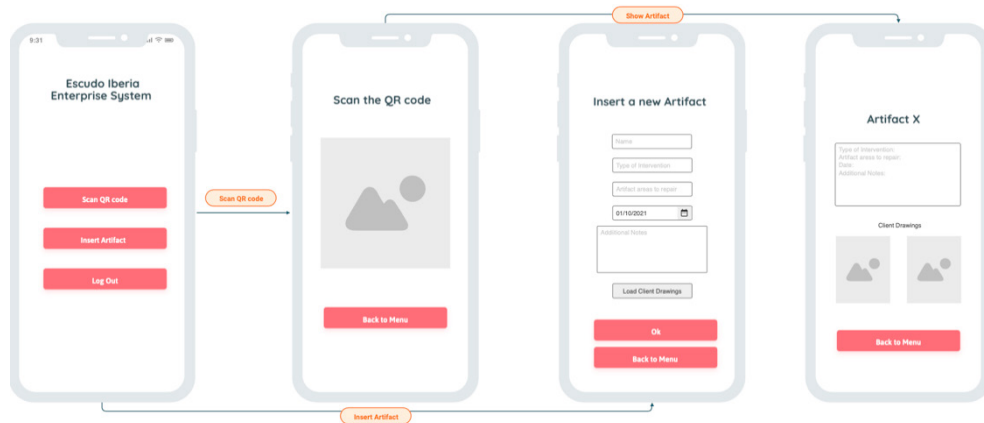 Show Artifact
9:31
Escudo Iberia
Enterprise System
Scan QR code
Insert Artifact
Log Out
Scan QR code
Scan the QR code
Back to Menu
Insert a new Artifact
Name
Type of Intervention
Artifact areas to repair
01/10/2021
Additional Notes
Load Client Drawings
Ok
Back to Menu
Artifact X
Type of Intervention:
Artifact areas to repair:
Date:
Additional Notes:
Client Drawings
Back to Menu
Insert Artifact